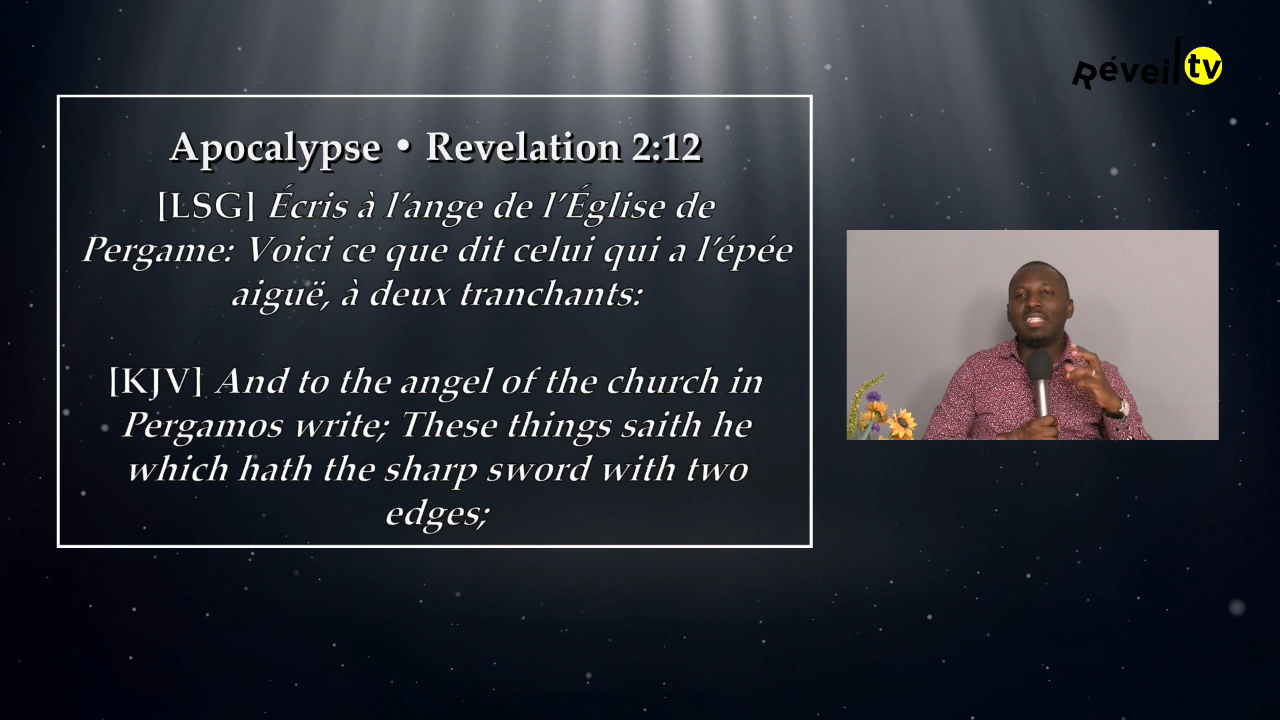 Réveil tv
Apocalypse • Revelation 2:12
[LSG] Écris à l’ange de l’Église de
Pergame: Voici ce que dit celui qui a l’épée
aiguë, à deux tranchants:
[KJV] And to the angel of the church in
Pergamos write; These things saith he
which hath the sharp sword with two
edges;